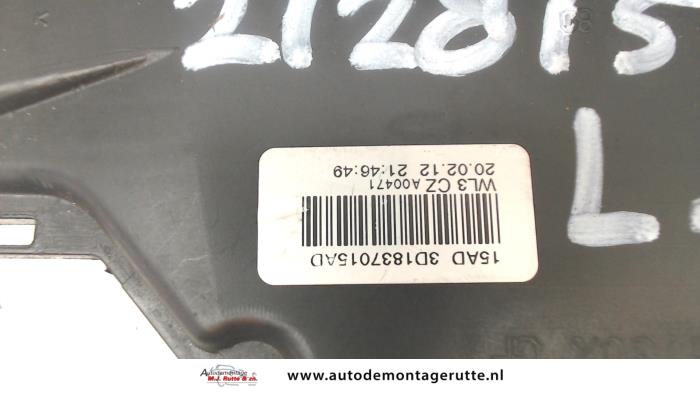 212815
L
15AD 3D1837015AD
WL3 CZ A00471
20.02.12 21:46:49
Autodemontage
M.J. Rutte & zn.
www.autodemontagerutte.nl